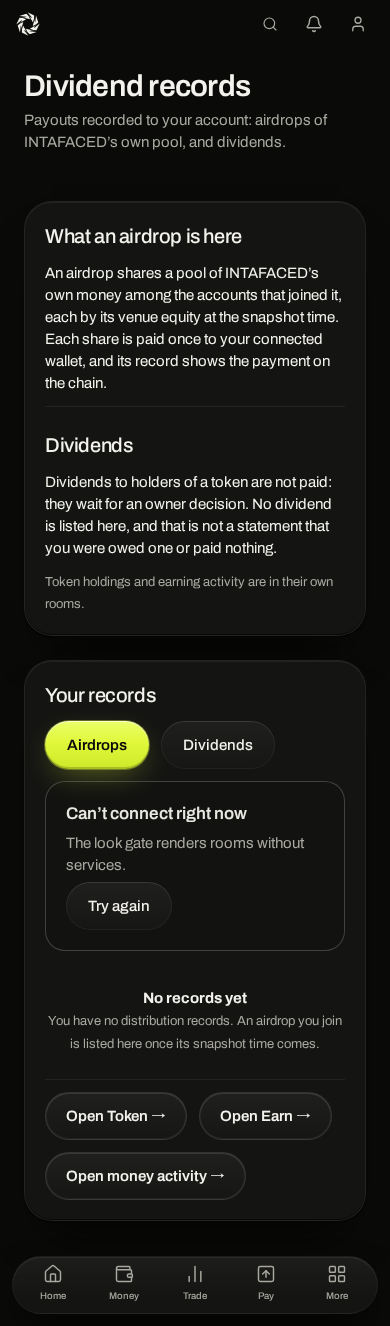 Dividend records
Payouts recorded to your account: airdrops of
INTAFACED’s own pool, and dividends.
What an airdrop is here
An airdrop shares a pool of INTAFACED’s
own money among the accounts that joined it,
each by its venue equity at the snapshot time.
Each share is paid once to your connected
wallet, and its record shows the payment on
the chain.
Dividends
Dividends to holders of a token are not paid:
they wait for an owner decision. No dividend
is listed here, and that is not a statement that
you were owed one or paid nothing.
Token holdings and earning activity are in their own
rooms.
Your records
Airdrops Dividends
Can’t connect right now
The look gate renders rooms without
services.
Try again
No records yet
You have no distribution records. An airdrop you join
is listed here once its snapshot time comes.
Open Token → Open Earn →
Open money activity →
Home Money Trade Pay More